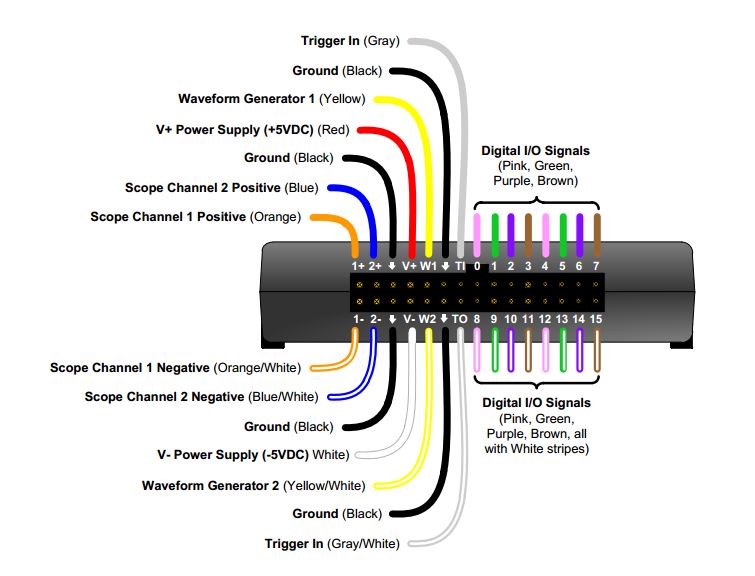 Trigger In (Gray)
Ground (Black)
Waveform Generator 1 (Yellow)
V+ Power Supply (+5VDC) (Red)
Ground (Black)
Scope Channel 2 Positive (Blue)
Scope Channel 1 Positive (Orange)
Digital I/O Signals
(Pink, Green,
Purple, Brown)
1+ 2+ V+ W1 TI 0 1 2 3 4 5 6 7
1- 2- V- W2 TO 8 9 10 11 12 13 14 15
Scope Channel 1 Negative (Orange/White)
Scope Channel 2 Negative (Blue/White)
Ground (Black)
V- Power Supply (-5VDC) White)
Waveform Generator 2 (Yellow/White)
Ground (Black)
Trigger In (Gray/White)
Digital I/O Signals
(Pink, Green,
Purple, Brown, all
with White stripes)